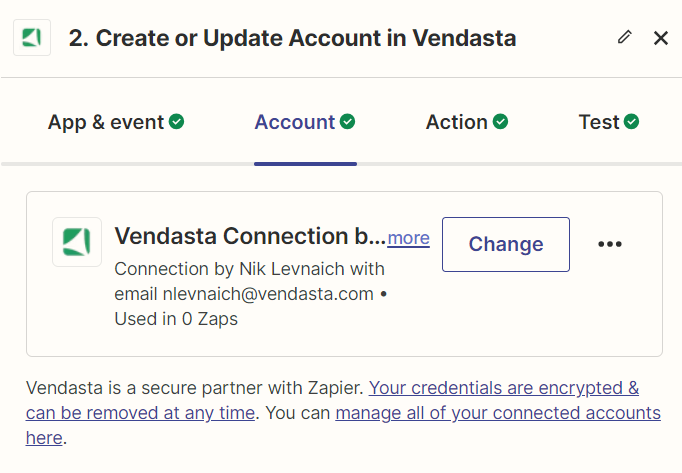 2. Create or Update Account in Vendasta
App & event
Account
Action
Test
Vendasta Connection b...more
Change
Connection by Nik Levnaich with
email nlevnaich@vendasta.com •
Used in 0 Zaps
Vendasta is a secure partner with Zapier. Your credentials are encrypted &
can be removed at any time. You can manage all of your connected accounts
here.